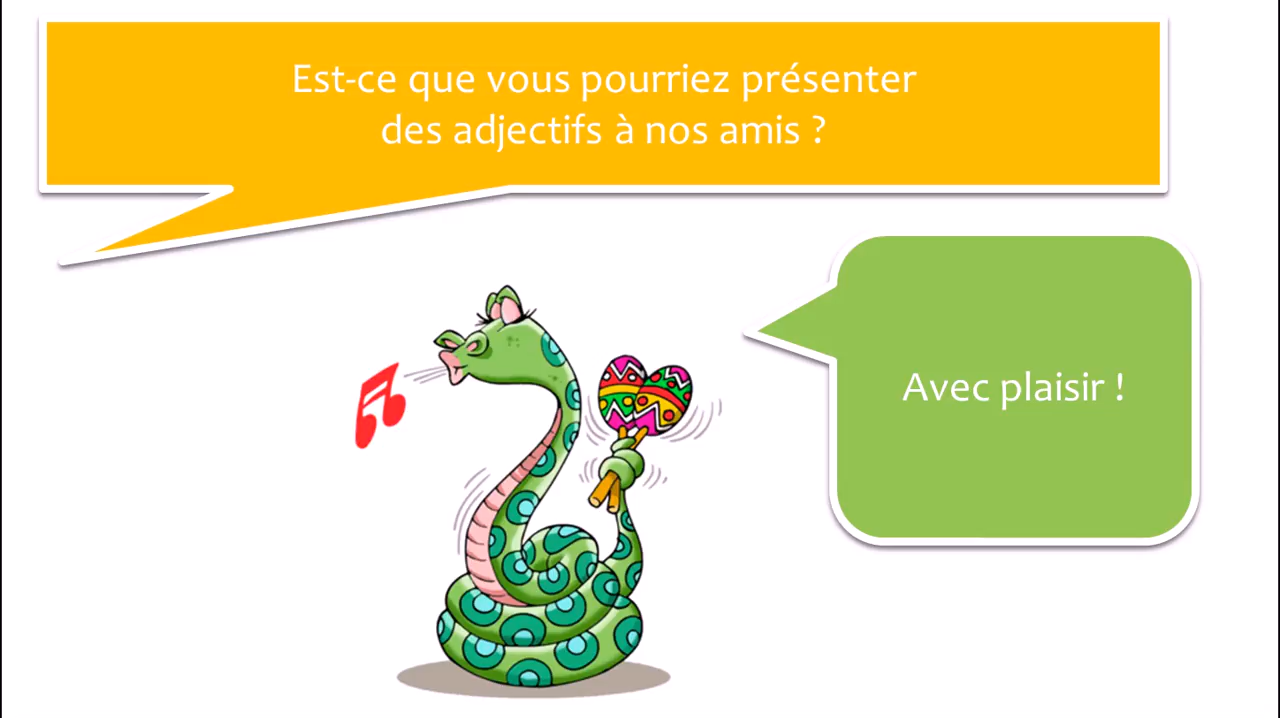 Est-ce que vous pourriez présenter
des adjectifs à nos amis ?
Avec plaisir !